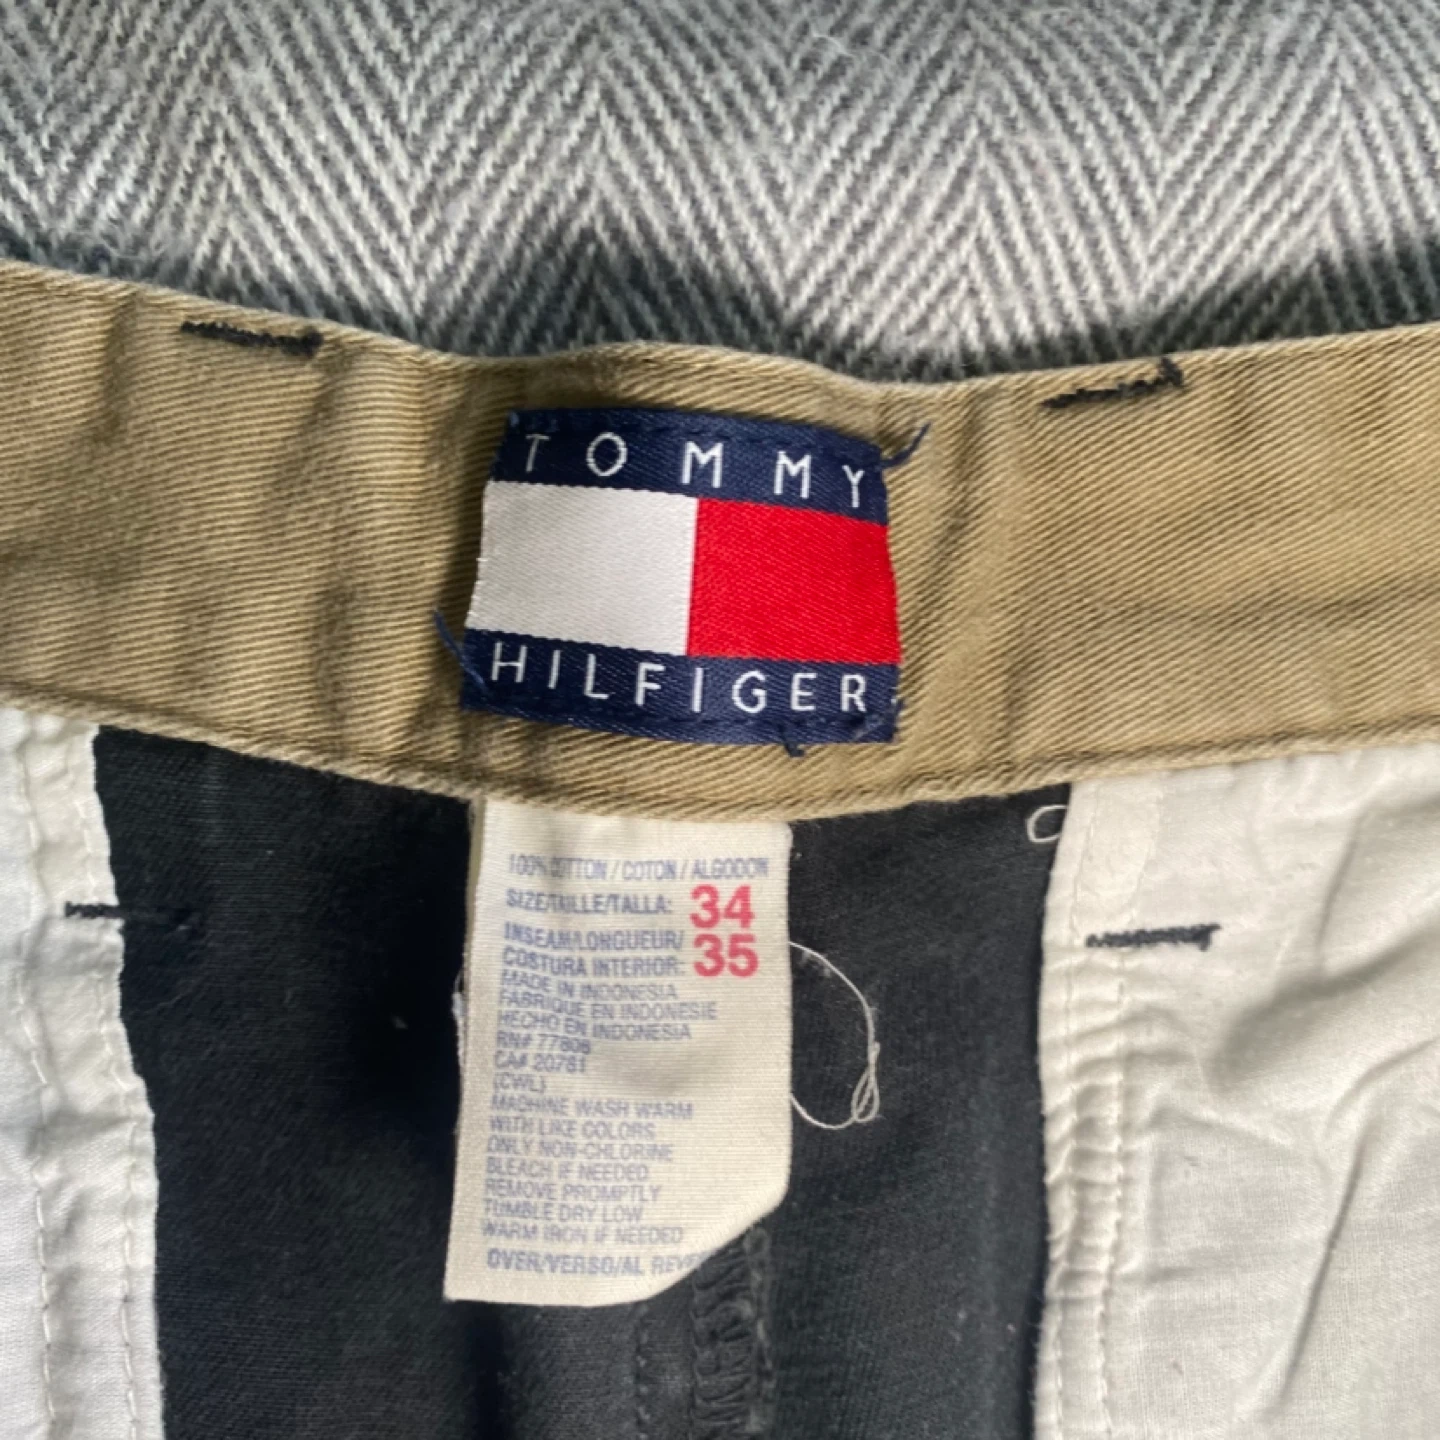 TOMMY
HILFIGER
100% COTTON / COTON / ALGODON
SIZE/TAILLE/TALLA: 34
INSEAM/LONGUEUR/
COSTURA INTERIOR: 35
MADE IN INDONESIA
FABRIQUE EN INDONESIE
HECHO EN INDONESIA
RN# 77806
CA# 20781
(CWL)
MACHINE WASH WARM
WITH LIKE COLORS
ONLY NON-CHLORINE
BLEACH IF NEEDED
REMOVE PROMPTLY
TUMBLE DRY LOW
WARM IRON IF NEEDED
OVER/VERSO/AL REVE